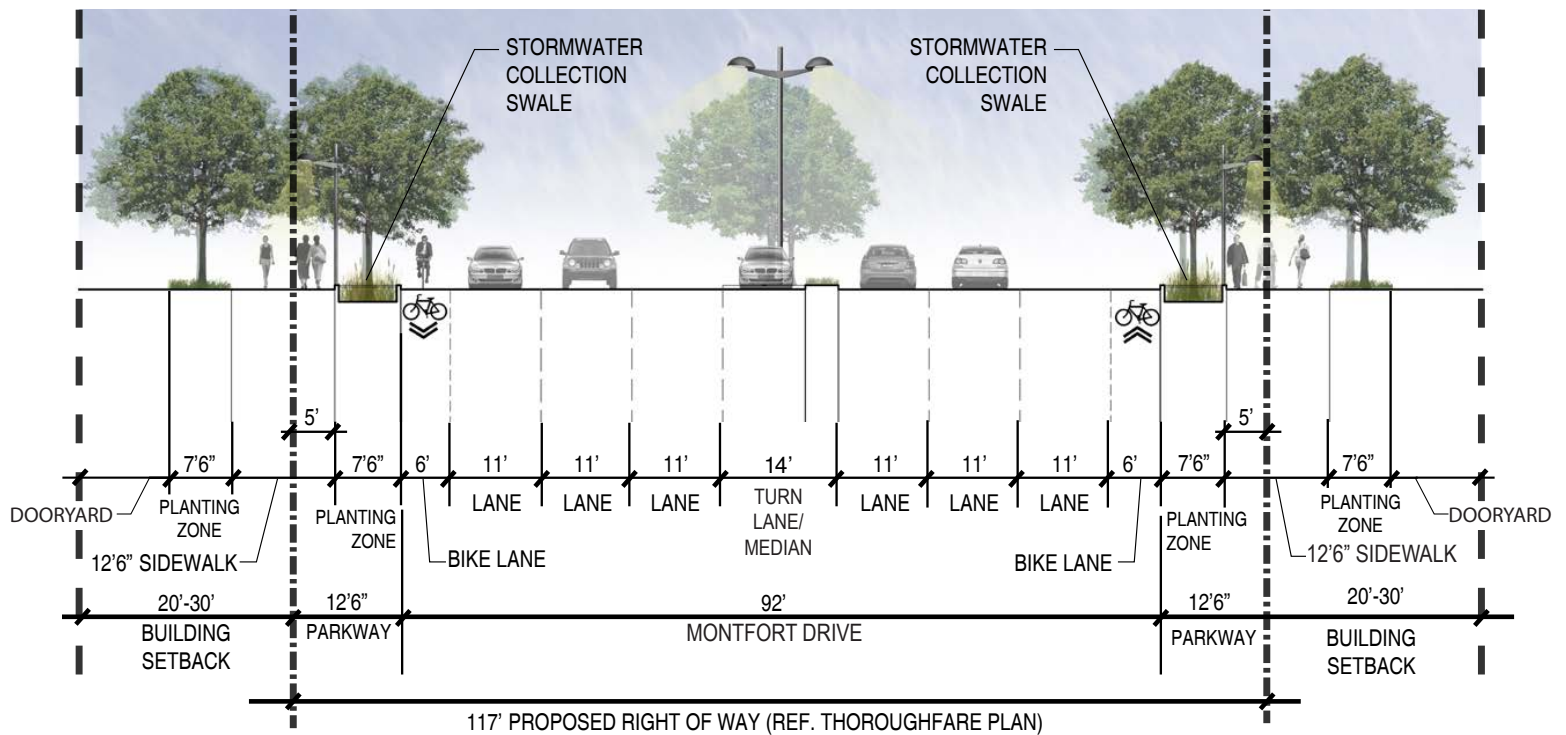 STORMWATER
COLLECTION
SWALE
STORMWATER
COLLECTION
SWALE
5’
5’
7’6”
7’6”
6’
11’
11’
11’
14’
11’
11’
11’
6’
7’6”
7’6”
DOORYARD
PLANTING
ZONE
PLANTING
ZONE
LANE
LANE
LANE
TURN
LANE/
MEDIAN
LANE
LANE
LANE
PLANTING
ZONE
PLANTING
ZONE
DOORYARD
12’6” SIDEWALK
BIKE LANE
BIKE LANE
12’6” SIDEWALK
20’-30’
12’6”
92’
12’6”
20’-30’
BUILDING
SETBACK
PARKWAY
MONTFORT DRIVE
PARKWAY
BUILDING
SETBACK
117’ PROPOSED RIGHT OF WAY (REF. THOROUGHFARE PLAN)